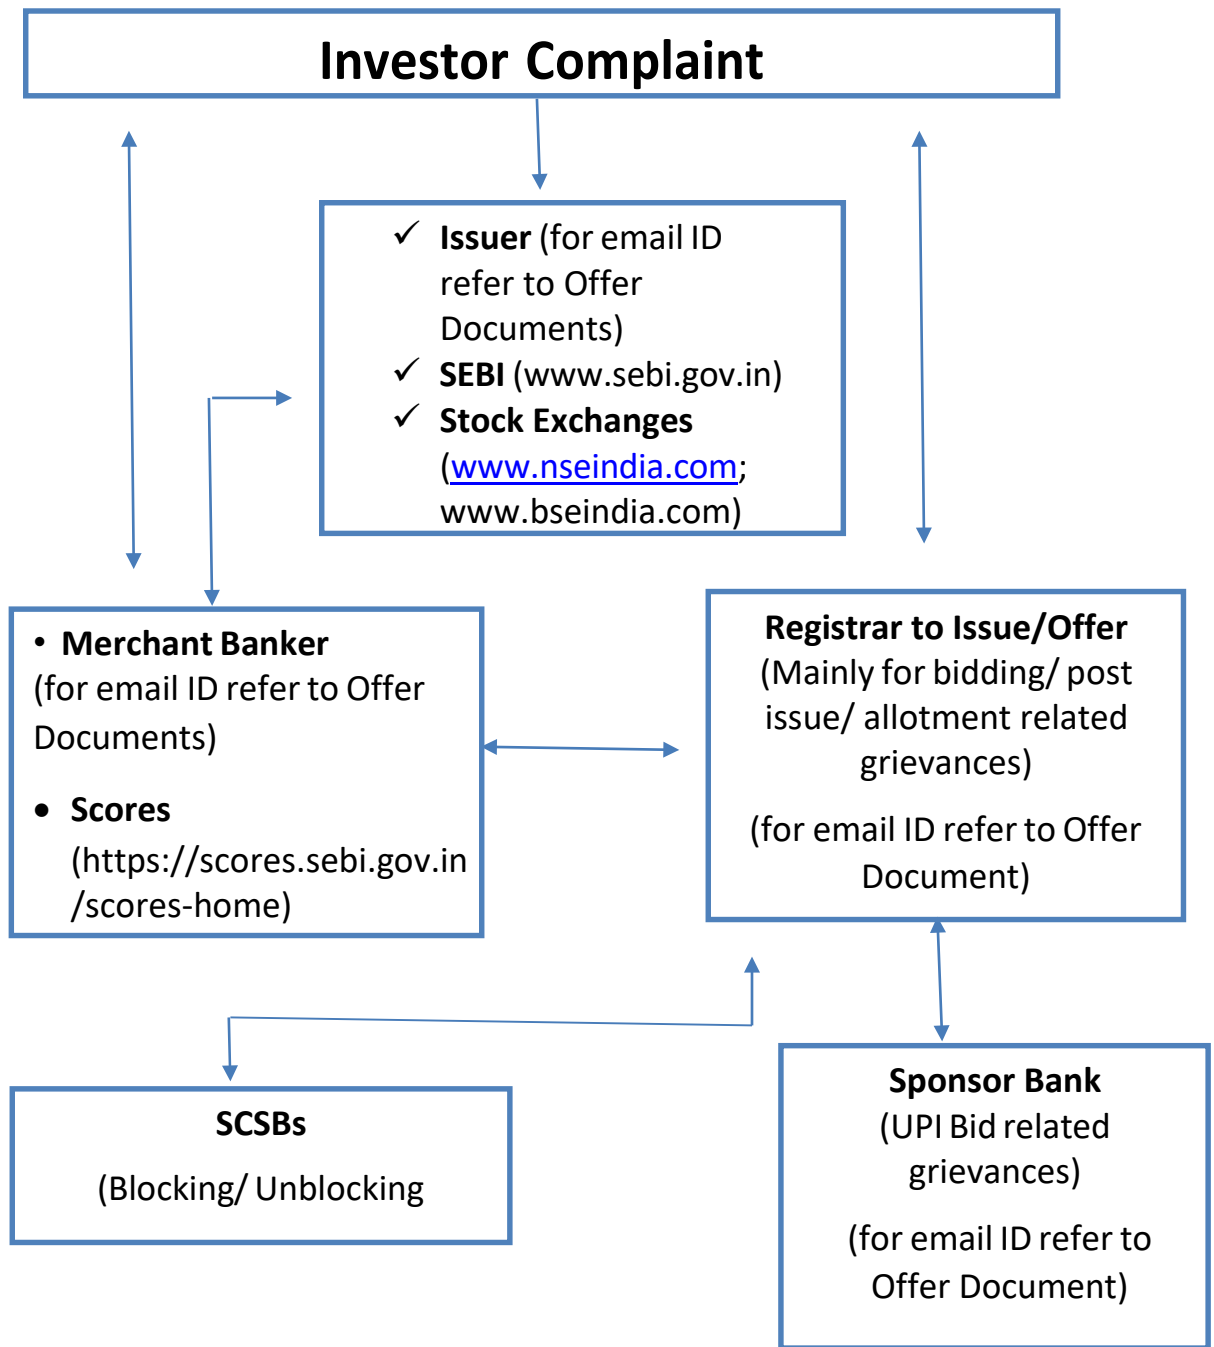 Investor Complaint
✓ Issuer (for email ID
refer to Offer
Documents)
✓ SEBI (www.sebi.gov.in)
✓ Stock Exchanges
(www.nseindia.com;
www.bseindia.com)
• Merchant Banker
(for email ID refer to Offer
Documents)
• Scores
(https://scores.sebi.gov.in
/scores-home)
Registrar to Issue/Offer
(Mainly for bidding/ post
issue/ allotment related
grievances)
(for email ID refer to Offer
Document)
SCSBs
(Blocking/ Unblocking
Sponsor Bank
(UPI Bid related
grievances)
(for email ID refer to
Offer Document)